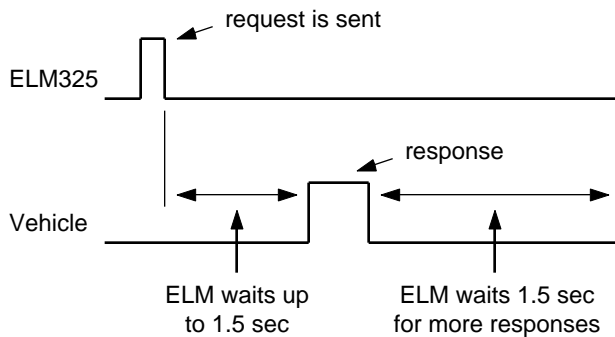 request is sent
ELM325
response
Vehicle
ELM waits up
to 1.5 sec
ELM waits 1.5 sec
for more responses